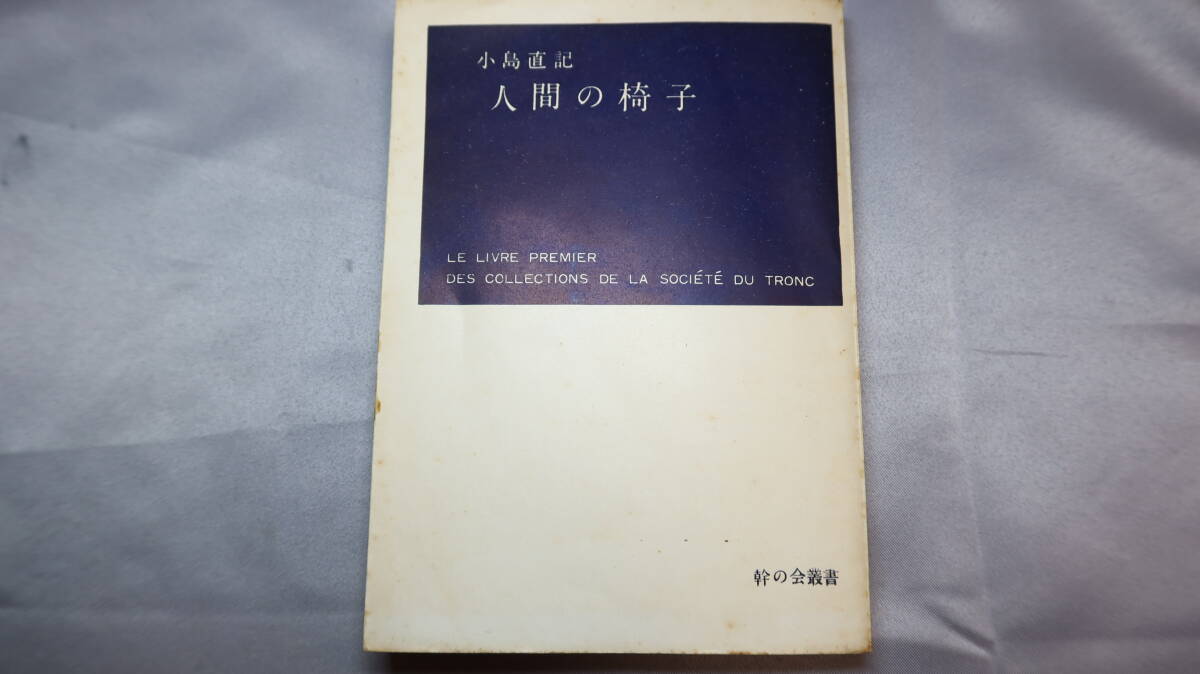 小島直記
人間の椅子
LE LIVRE PREMIER
DES COLLECTIONS DE LA SOCIÉTÉ DU TRONC
幹の会叢書